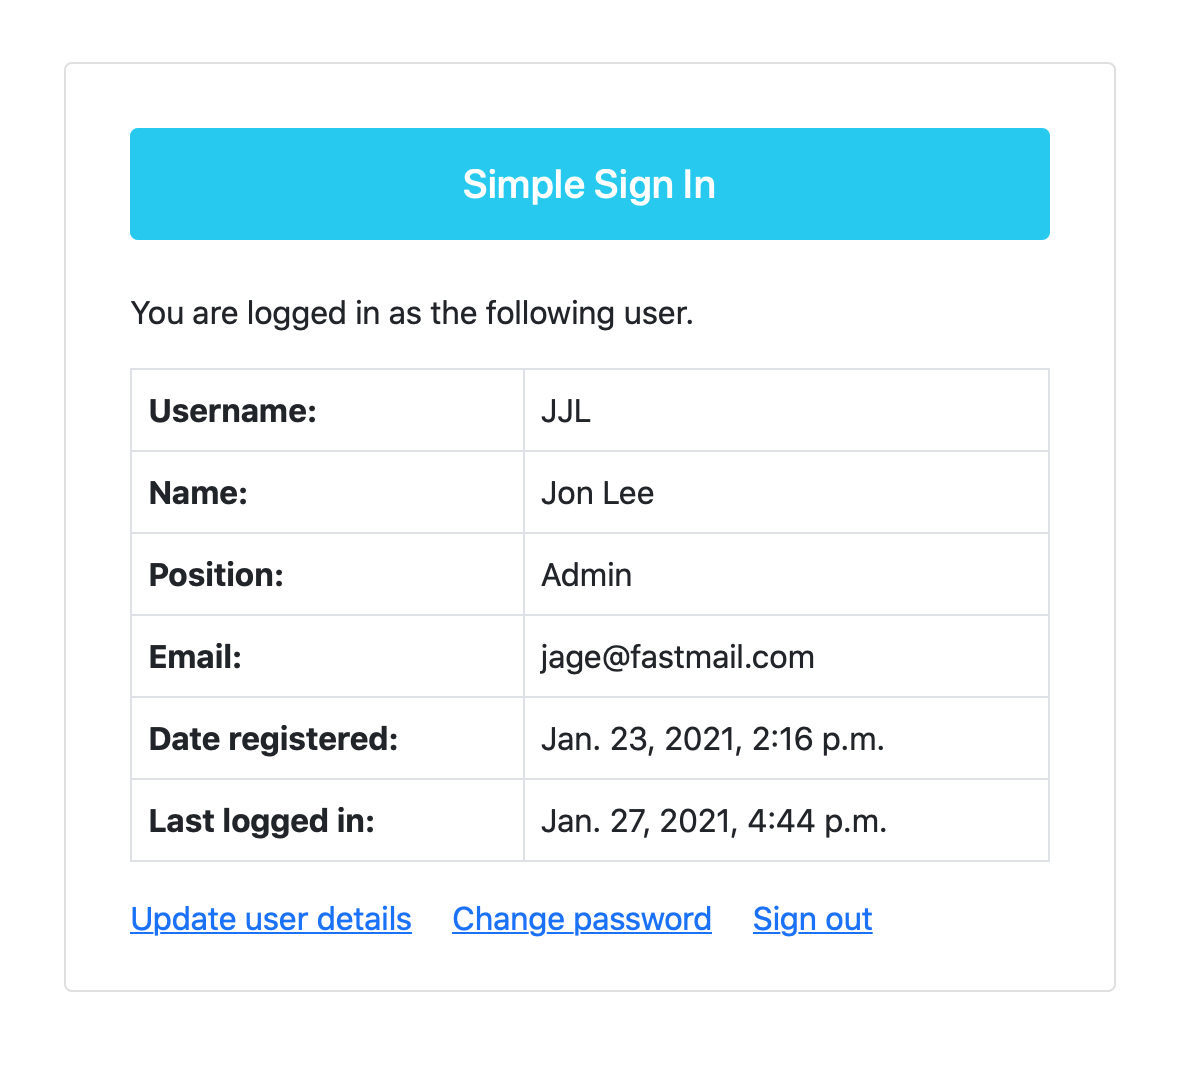 Simple Sign In
You are logged in as the following user.
Username: JJL
Name: Jon Lee
Position: Admin
Email: jage@fastmail.com
Date registered: Jan. 23, 2021, 2:16 p.m.
Last logged in: Jan. 27, 2021, 4:44 p.m.
Update user details Change password Sign out